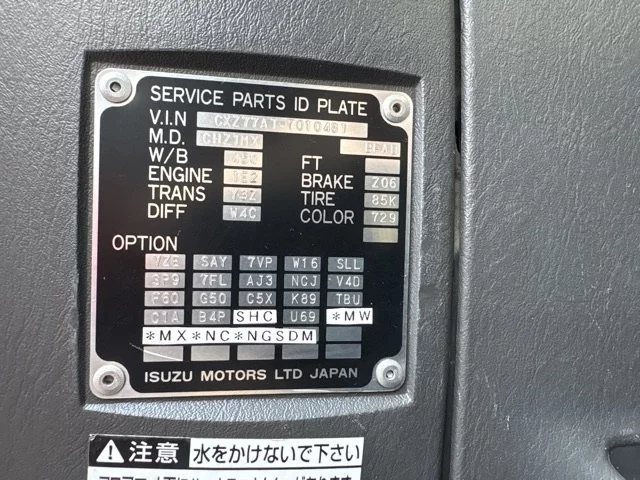 SERVICE PARTS ID PLATE
V.I.N CXZ77AT-
M.D.
W/B FT
ENGINE 1E2 BRAKE Z06
TRANS TIRE 85K
DIFF W4C COLOR 729
OPTION
SAY 7VP W16 SLL
SP9 7FL AJ3 NCJ V4D
F60 G50 C5X K89 TBU
C1A B4P SHC U69 *MW
*MX*NC*NGSDM
ISUZU MOTORS LTD JAPAN
注意 水をかけないで下さい